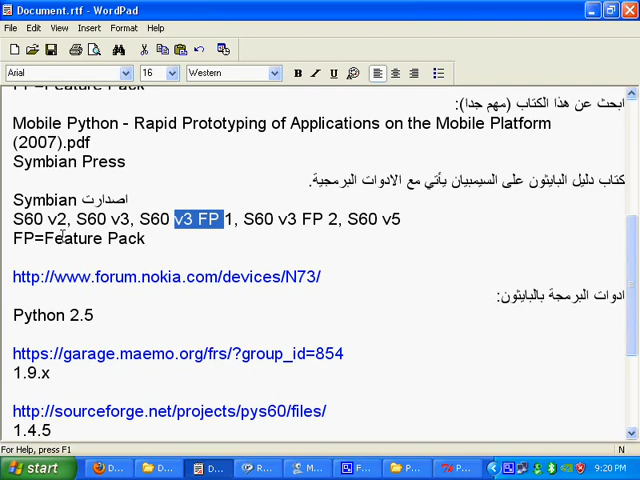 Document.rtf - WordPad
File Edit View Insert Format Help
Arial 16 Western
FP=Feature Pack
ابحث عن هذا الكتاب (مهم جدا):
Mobile Python - Rapid Prototyping of Applications on the Mobile Platform
(2007).pdf
Symbian Press
كتاب دليل البايثون على السيمبيان يأتي مع الادوات البرمجية.
Symbian اصدارت
S60 v2, S60 v3, S60 v3 FP 1, S60 v3 FP 2, S60 v5
FP=Feature Pack
http://www.forum.nokia.com/devices/N73/
ادوات البرمجة بالبايثون:
Python 2.5
https://garage.maemo.org/frs/?group_id=854
1.9.x
http://sourceforge.net/projects/pys60/files/
1.4.5
For Help, press F1 N
start D... D... D... R... M... F... P... P... 9:20 PM